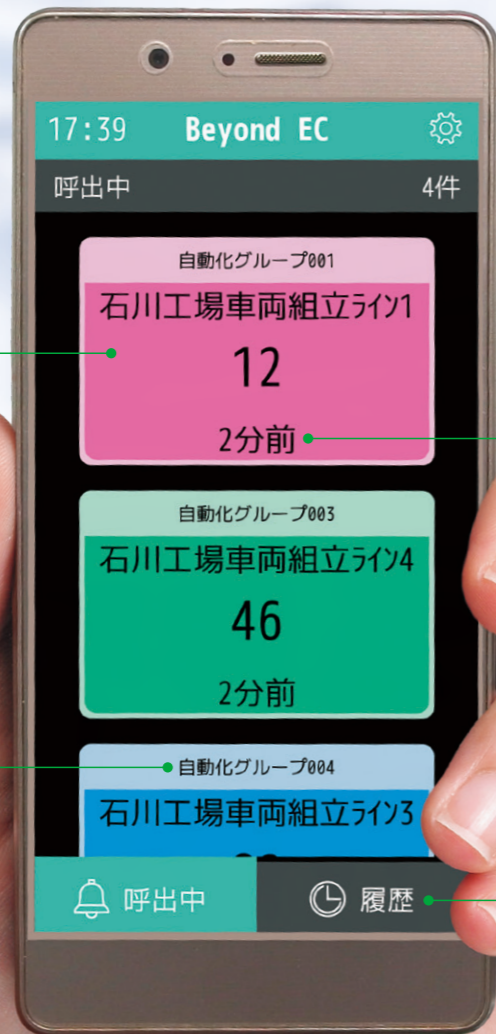 17:39 Beyond EC
呼出中 4件
自動化グループ001
石川工場車両組立ﾗｲﾝ1
12
2分前
自動化グループ003
石川工場車両組立ﾗｲﾝ4
46
2分前
自動化グループ004
石川工場車両組立ﾗｲﾝ3
呼出中 履歴